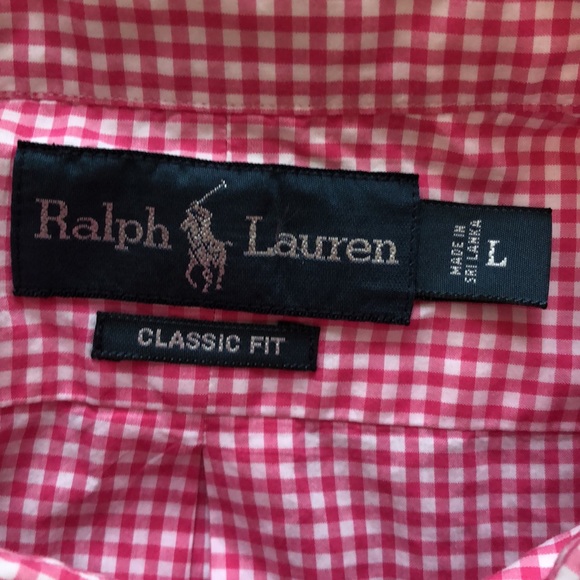 Ralph Lauren
MADE IN
SRI LANKA
L
CLASSIC FIT